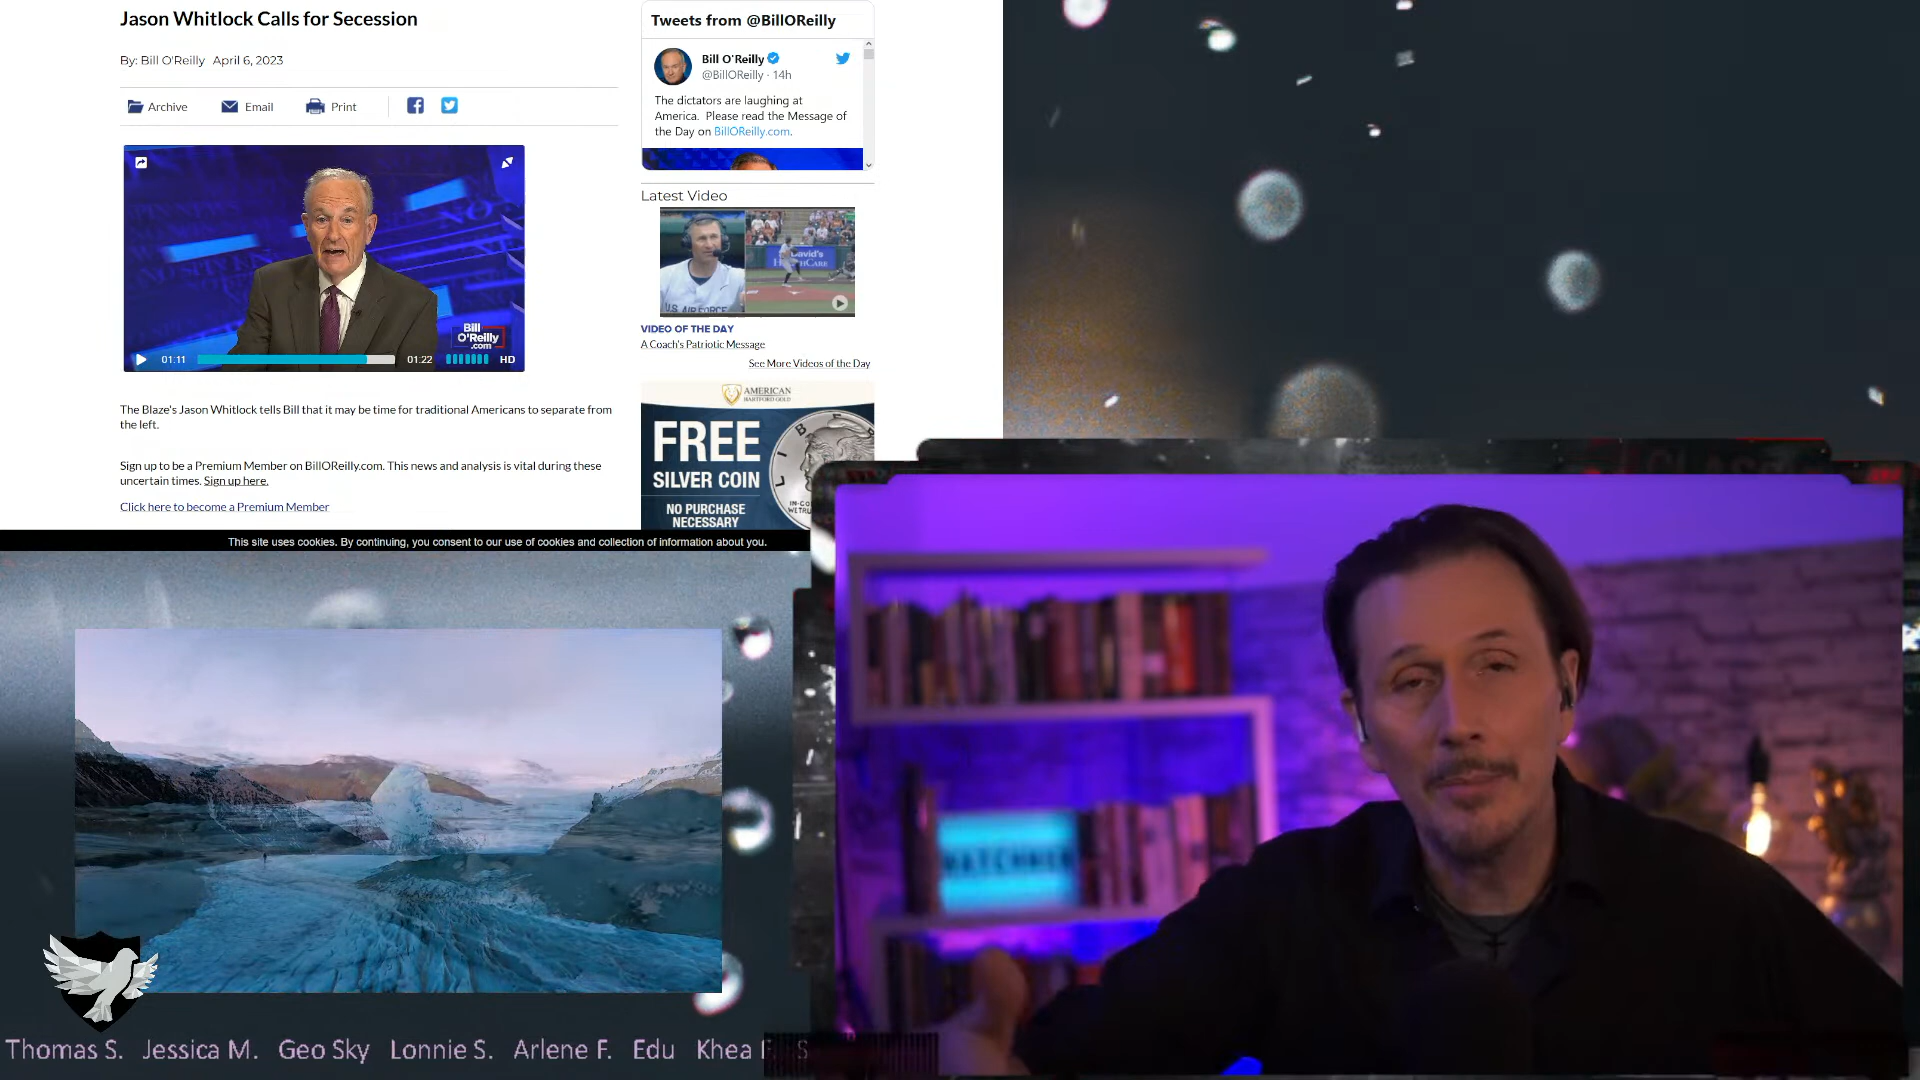 Jason Whitlock Calls for Secession
By: Bill O'Reilly April 6, 2023
Archive Email Print
01:11 01:22 HD
Bill
O'Reilly
.com
The Blaze's Jason Whitlock tells Bill that it may be time for traditional Americans to separate from
the left.
Sign up to be a Premium Member on BillOReilly.com. This news and analysis is vital during these
uncertain times. Sign up here.
Click here to become a Premium Member
Tweets from @BillOReilly
Bill O'Reilly
@BillOReilly · 14h
The dictators are laughing at
America. Please read the Message of
the Day on BillOReilly.com.
Latest Video
U.S. AIR FORCE
VIDEO OF THE DAY
A Coach's Patriotic Message
See More Videos of the Day
AMERICAN
HARTFORD GOLD
FREE
SILVER COIN
NO PURCHASE
NECESSARY
This site uses cookies. By continuing, you consent to our use of cookies and collection of information about you.
Thomas S. Jessica M. Geo Sky Lonnie S. Arlene F. Edu Khea